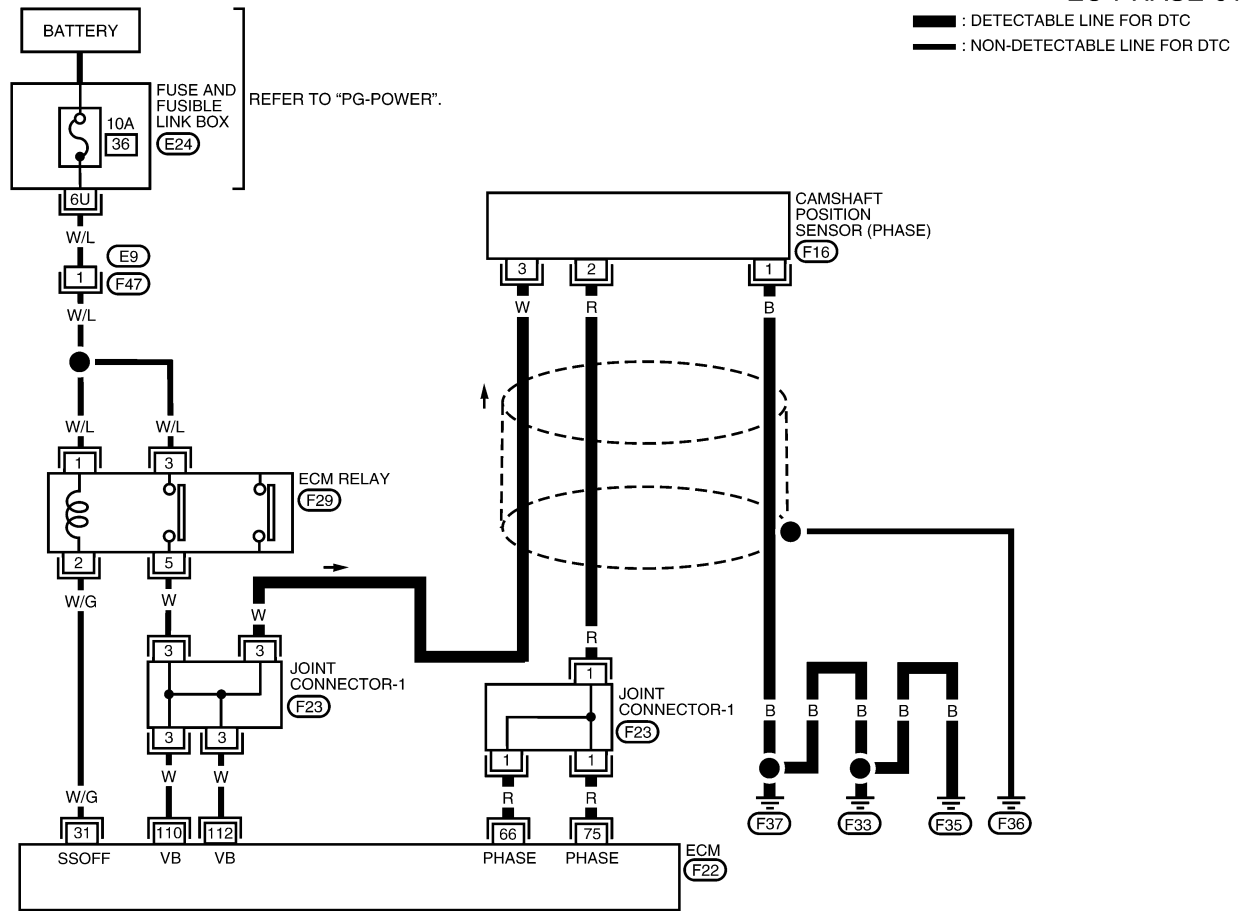 : DETECTABLE LINE FOR DTC
: NON-DETECTABLE LINE FOR DTC
BATTERY
FUSE AND
FUSIBLE
LINK BOX
E24
REFER TO “PG-POWER”.
10A
36
6U
W/L
E9
1
F47
W/L
CAMSHAFT
POSITION
SENSOR (PHASE)
F16
3 2 1
W R B
W/L W/L
1 3
ECM RELAY
F29
2 5
W/G W W
3 3
JOINT
CONNECTOR-1
F23
3 3
W W
R
1
JOINT
CONNECTOR-1
F23
1 1
R R
B B B B B
F37 F33 F35 F36
W/G
31 110 112 66 75
SSOFF VB VB PHASE PHASE
ECM
F22